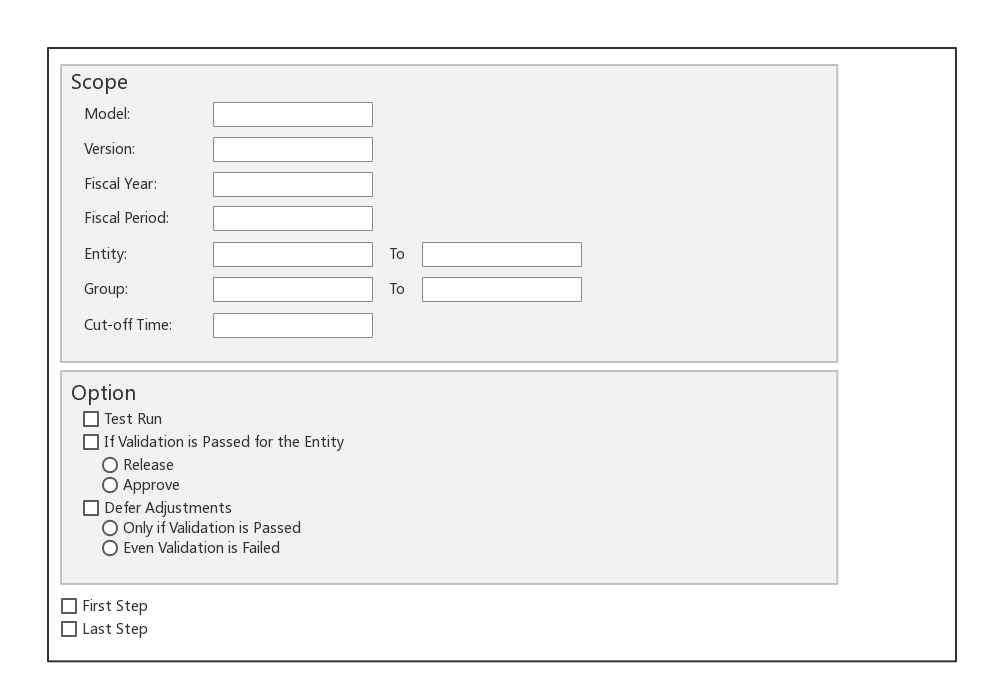 Scope
Model:
Version:
Fiscal Year:
Fiscal Period:
Entity: To
Group: To
Cut-off Time:
Option
Test Run
If Validation is Passed for the Entity
Release
Approve
Defer Adjustments
Only if Validation is Passed
Even Validation is Failed
First Step
Last Step